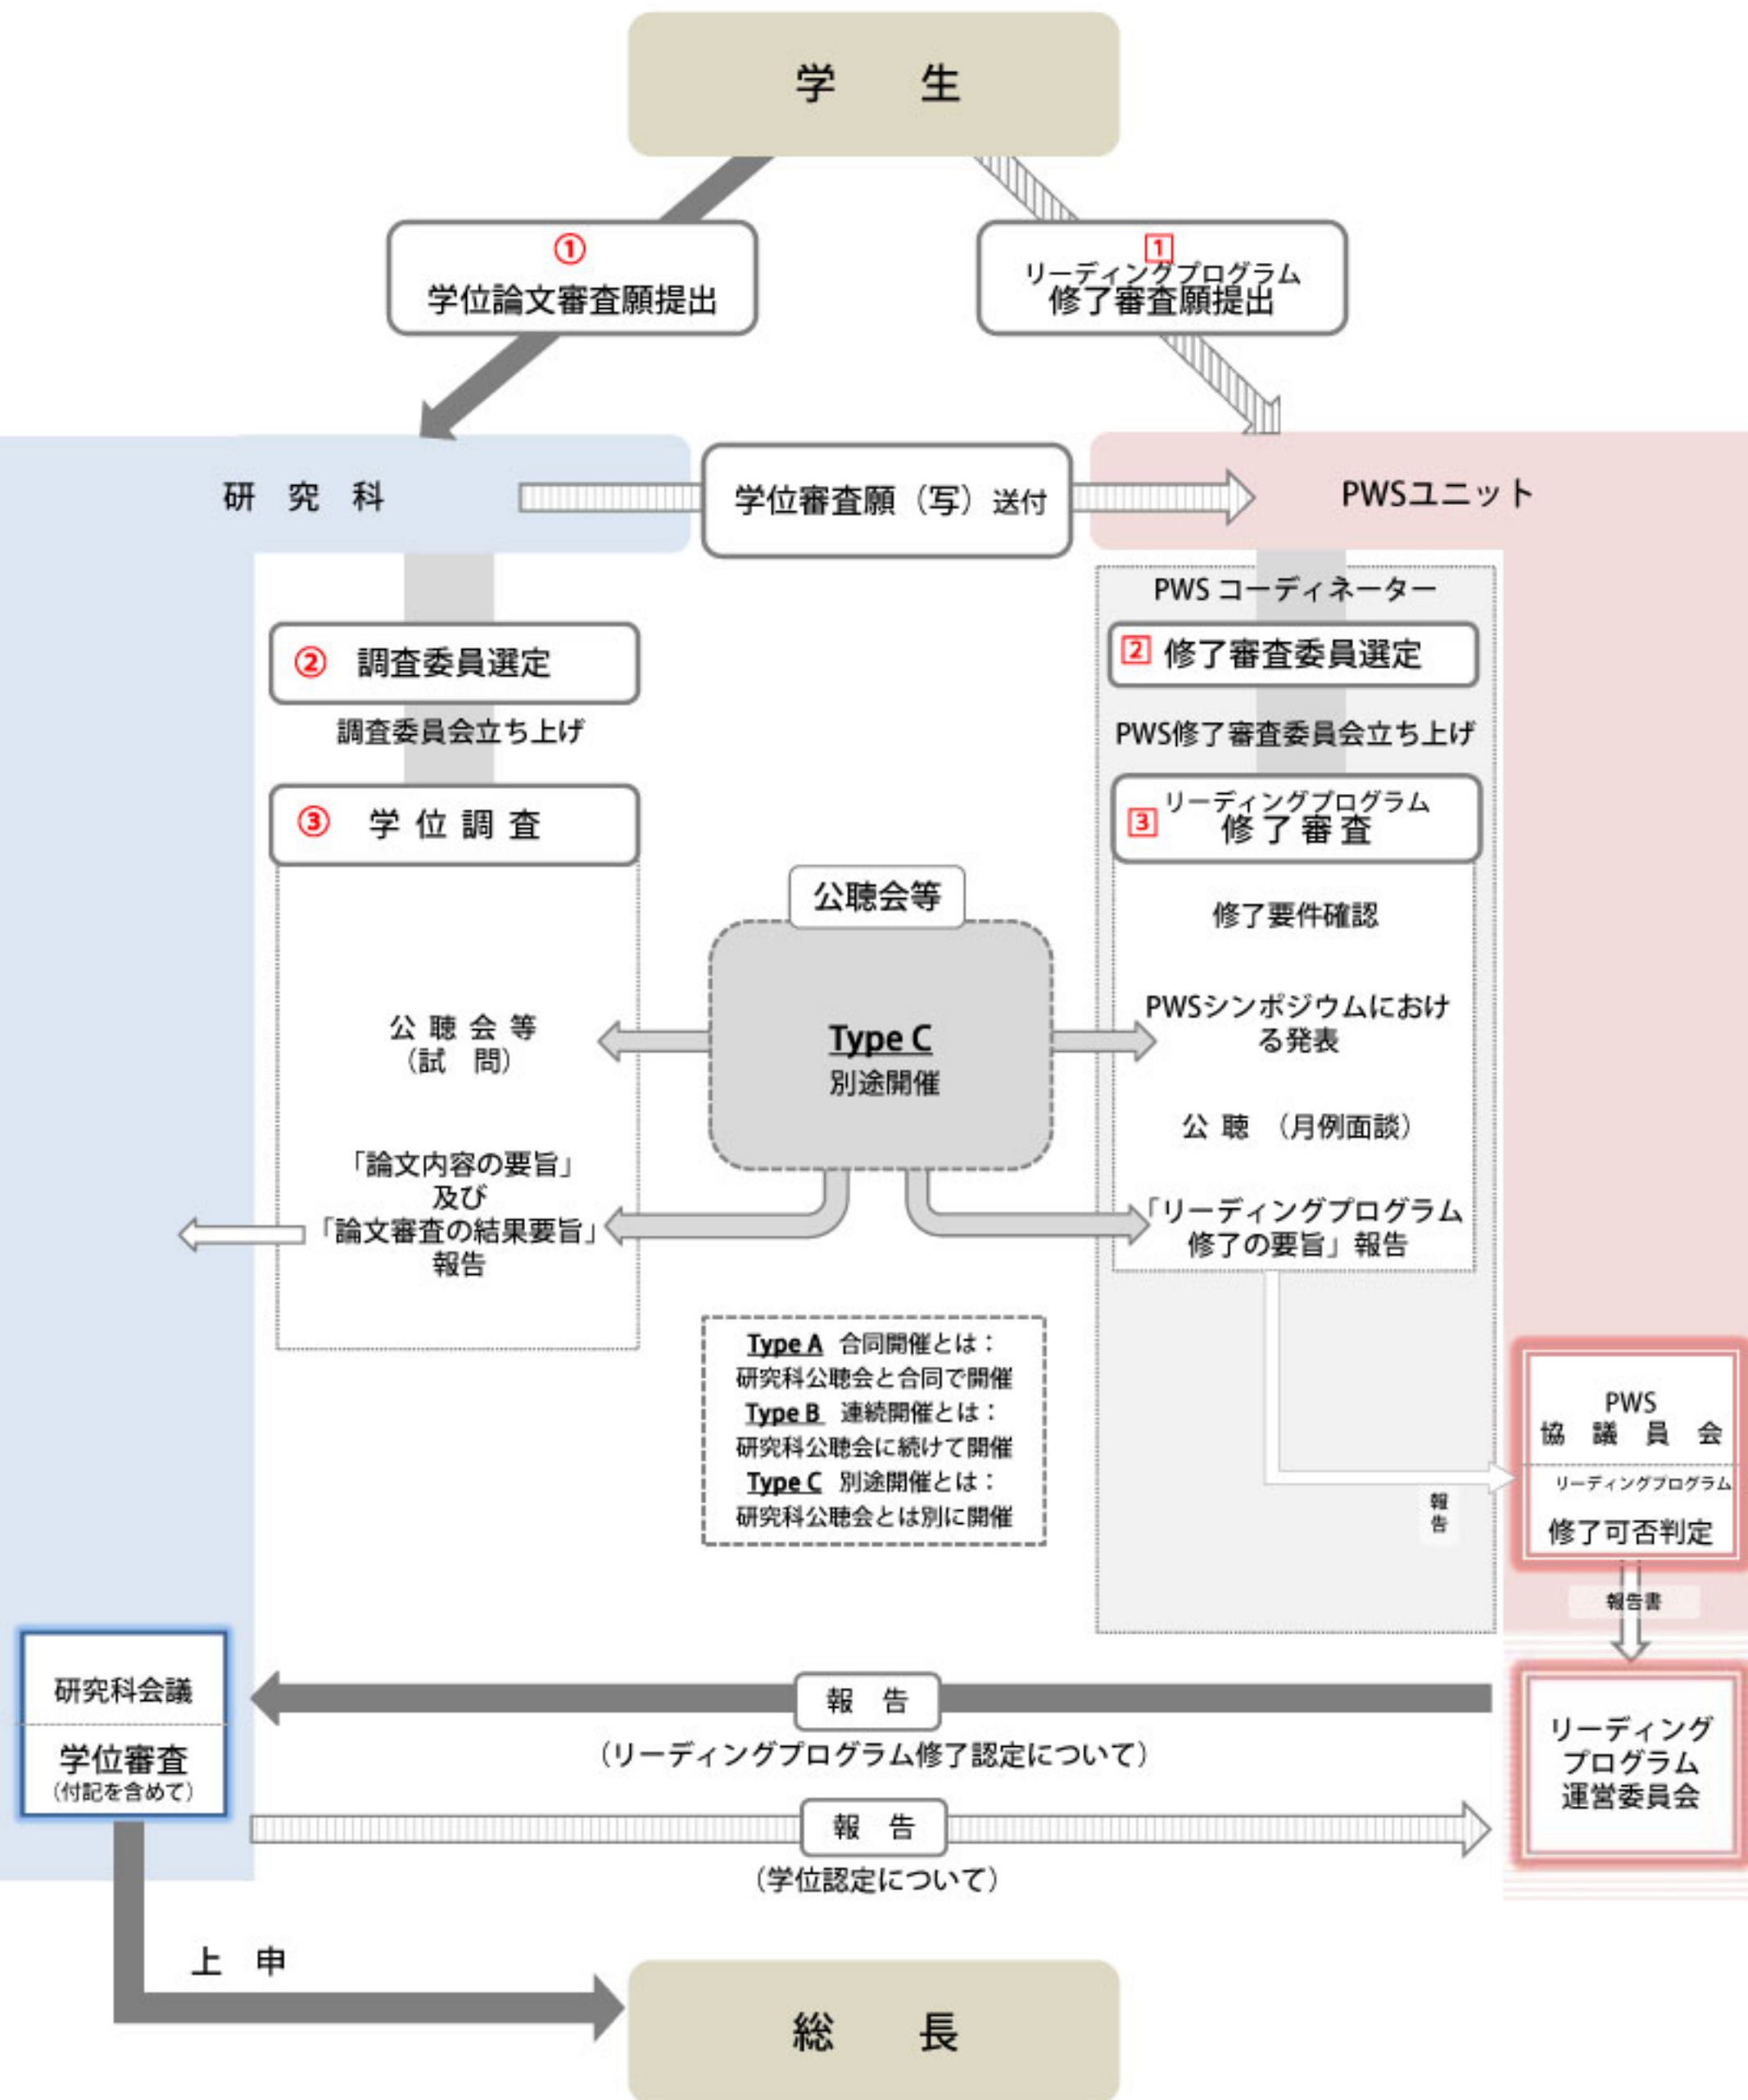 学 生
①
学位論文審査願提出
1
リーディングプログラム
修了審査願提出
研 究 科
学位審査願（写）送付
PWSユニット
② 調査委員選定
調査委員会立ち上げ
③ 学 位 調 査
公 聴 会 等
（試 問）
「論文内容の要旨」
及び
「論文審査の結果要旨」
報告
公聴会等
Type C
別途開催
Type A 合同開催とは：
研究科公聴会と合同で開催
Type B 連続開催とは：
研究科公聴会に続けて開催
Type C 別途開催とは：
研究科公聴会とは別に開催
PWS コーディネーター
2 修了審査委員選定
PWS修了審査委員会立ち上げ
リーディングプログラム
3 修 了 審 査
修了要件確認
PWSシンポジウムにおけ
る発表
公 聴 （月例面談）
「リーディングプログラム
修了の要旨」報告
報
告
PWS
協 議 員 会
リーディングプログラム
修了可否判定
報告書
リーディング
プログラム
運営委員会
報 告
（リーディングプログラム修了認定について）
研究科会議
学位審査
（付記を含めて）
報 告
（学位認定について）
上 申
総 長